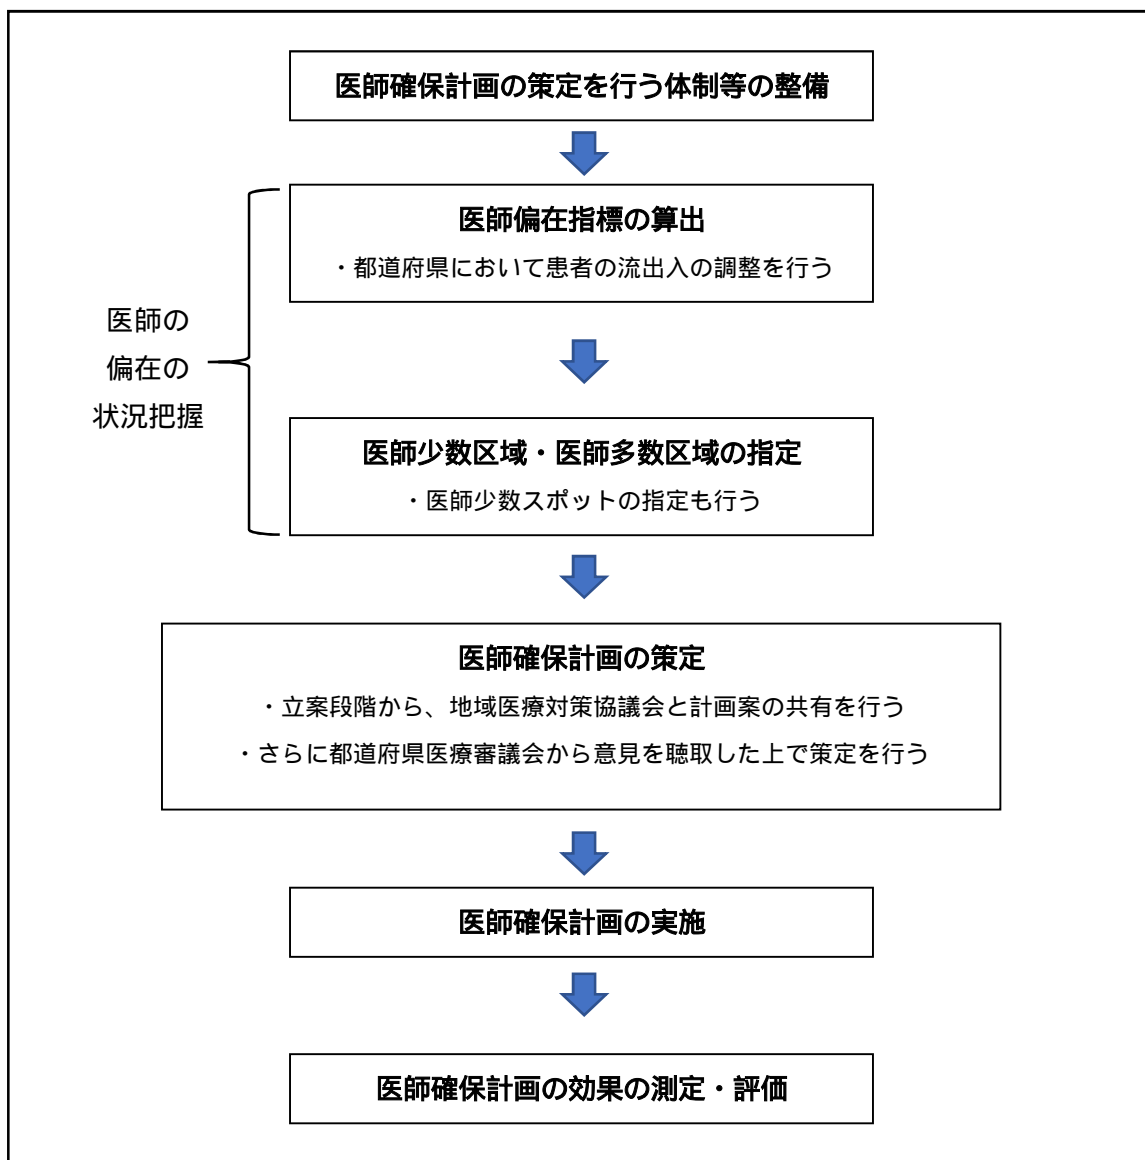 医師確保計画の策定を行う体制等の整備
医師偏在指標の算出
・都道府県において患者の流出入の調整を行う
医師の
偏在の
状況把握
医師少数区域・医師多数区域の指定
・医師少数スポットの指定も行う
医師確保計画の策定
・立案段階から、地域医療対策協議会と計画案の共有を行う
・さらに都道府県医療審議会から意見を聴取した上で策定を行う
医師確保計画の実施
医師確保計画の効果の測定・評価